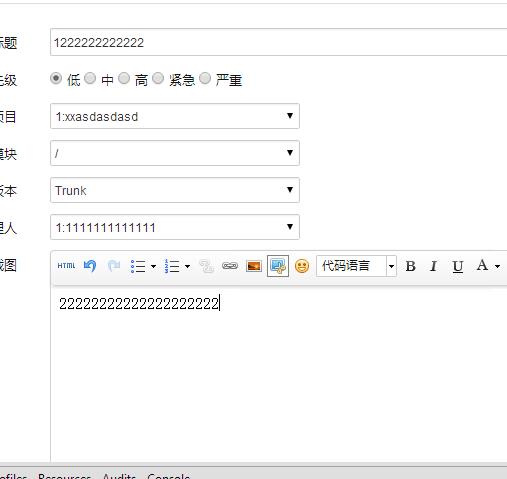 标题 1222222222222
先级 低 中 高 紧急 严重
项目 1:xxasdasdasd
模块 /
版本 Trunk
理人 1:1111111111111
截图 HTML 代码语言 B I U A
22222222222222222222
ofiles Resources Audits Console